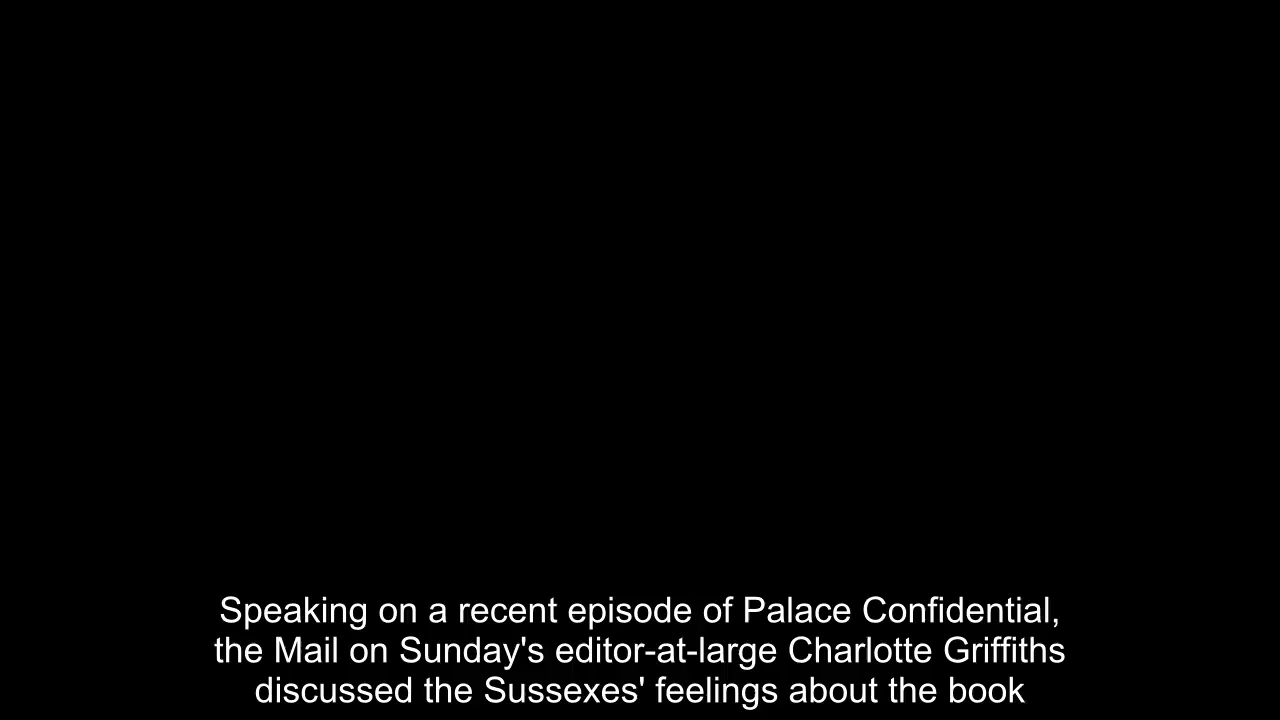 Speaking on a recent episode of Palace Confidential,
the Mail on Sunday's editor-at-large Charlotte Griffiths
discussed the Sussexes' feelings about the book